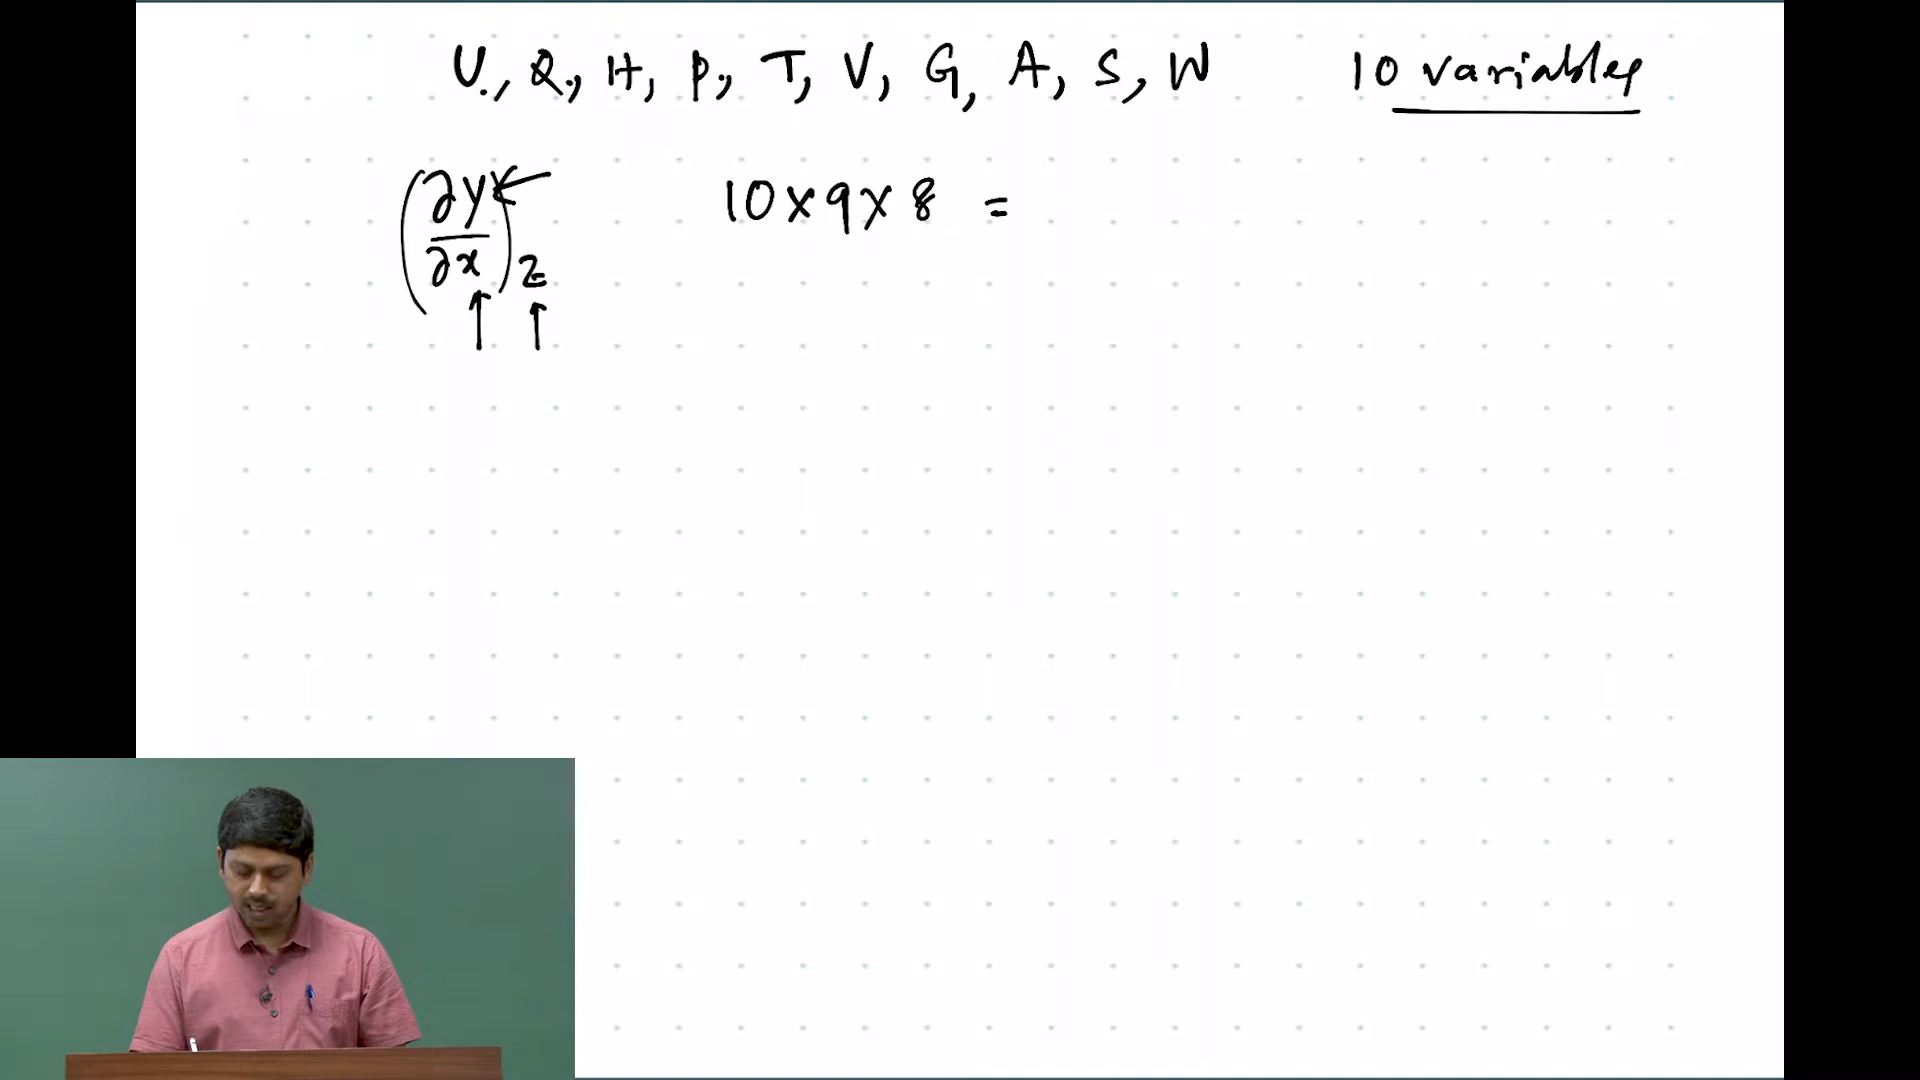 U., Q., H, P., T, V, G, A, S, W 10 variables
(∂y/∂x)z 10 x 9 x 8 =